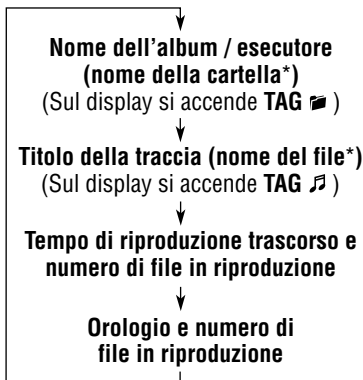 Nome dell'album / esecutore
(nome della cartella*)
(Sul display si accende TAG )
Titolo della traccia (nome del file*)
(Sul display si accende TAG ♫ )
Tempo di riproduzione trascorso e
numero di file in riproduzione
Orologio e numero di
file in riproduzione